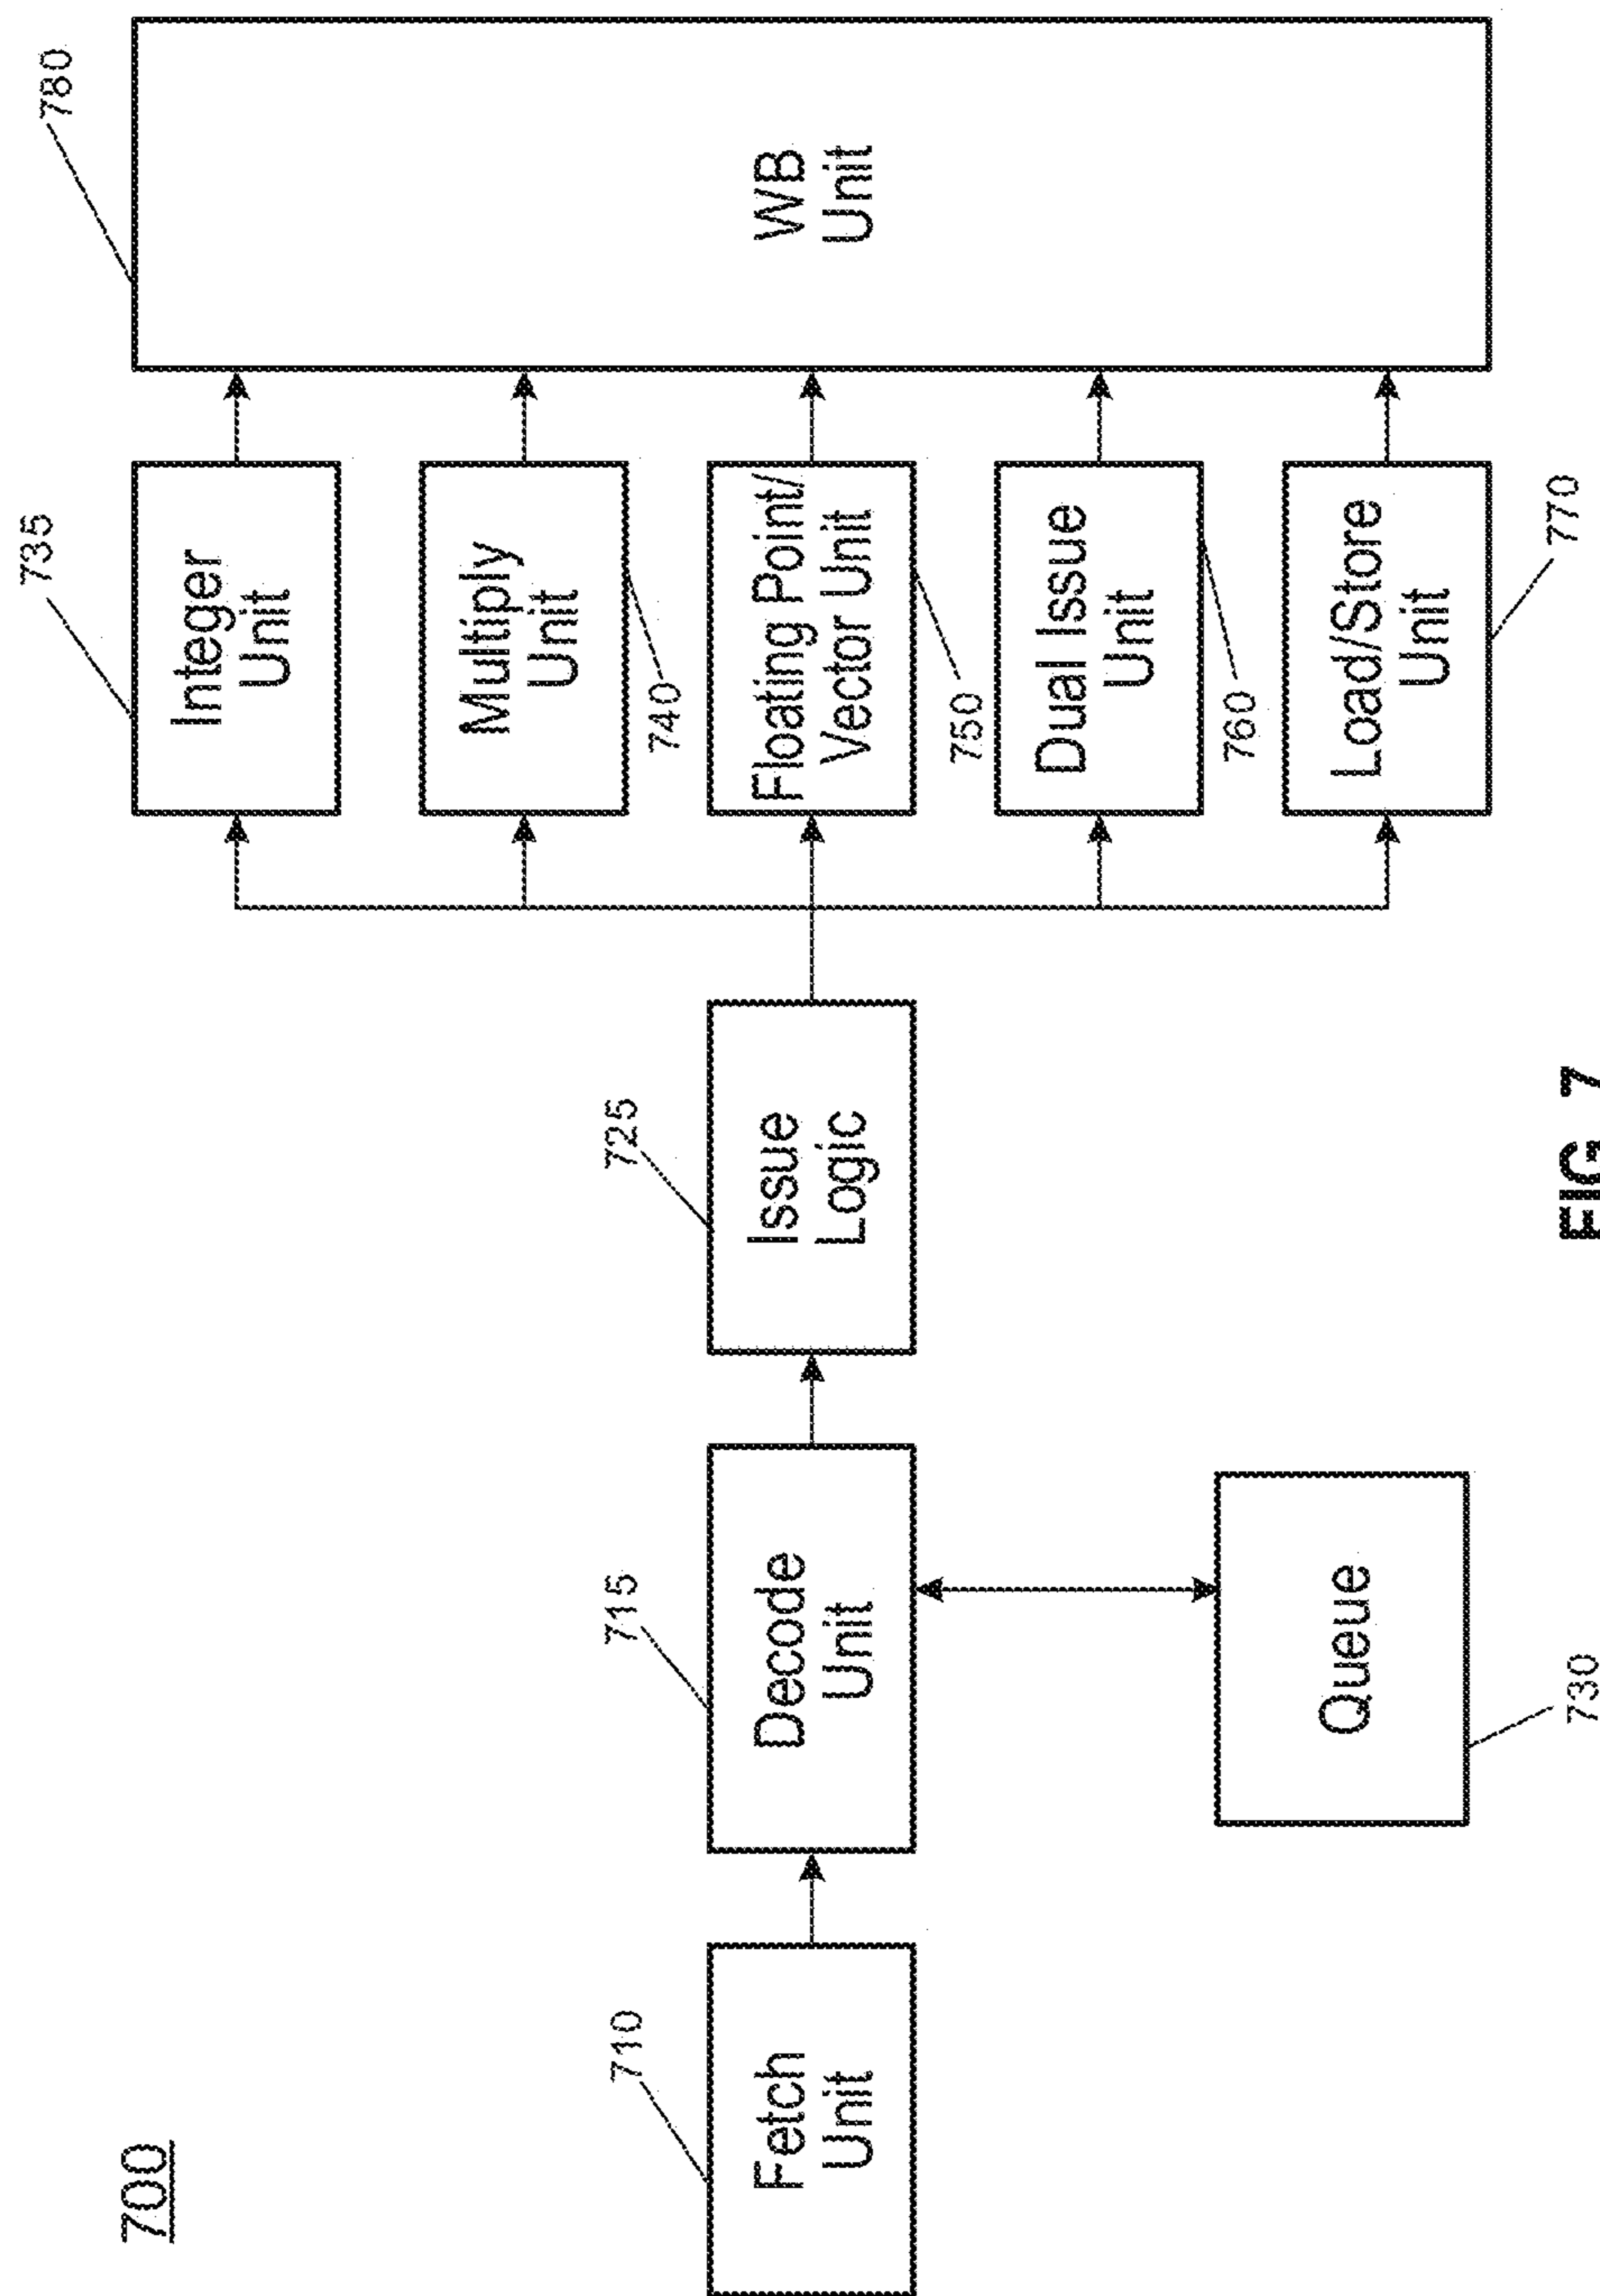 700
710
Fetch
Unit
715
Decode
Unit
730
Queue
725
Issue
Logic
735
Integer
Unit
740
Multiply
Unit
750
Floating Point/
Vector Unit
760
Dual Issue
Unit
770
Load/Store
Unit
780
WB
Unit
FIG. 7